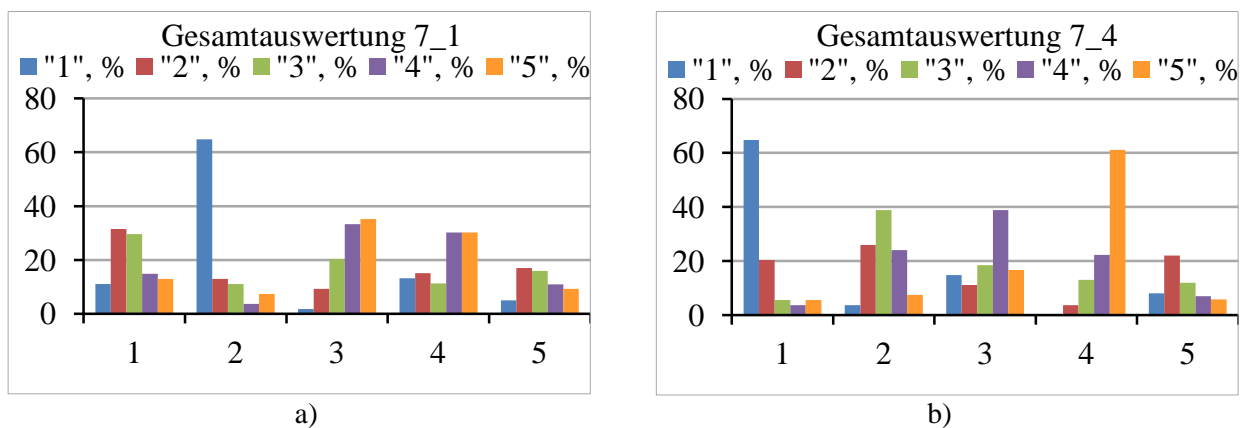 Gesamtauswertung 7_1
"1", % "2", % "3", % "4", % "5", %
80
60
40
20
0
1 2 3 4 5
a)
Gesamtauswertung 7_4
"1", % "2", % "3", % "4", % "5", %
80
60
40
20
0
1 2 3 4 5
b)